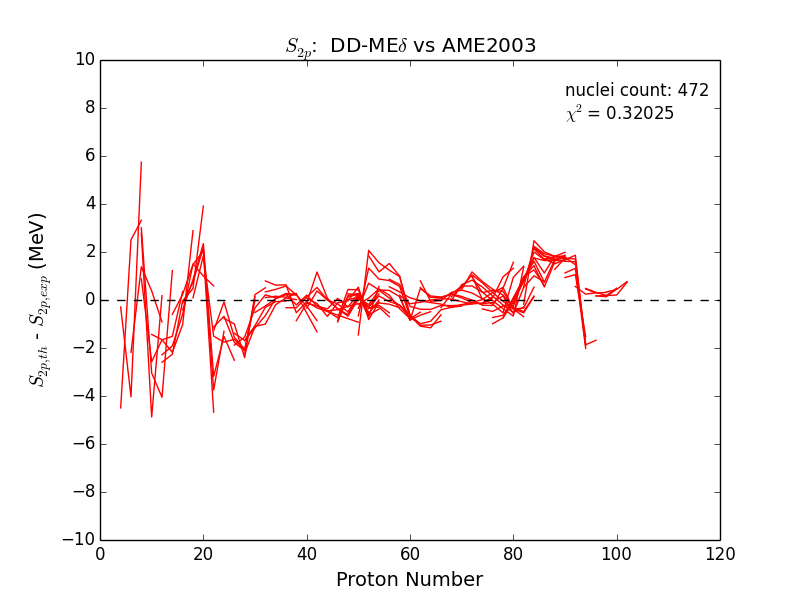 S2p: DD-MEδ vs AME2003
nuclei count: 472
χ² = 0.32025
S2p,th - S2p,exp (MeV)
10
8
6
4
2
0
−2
−4
−6
−8
−10
0 20 40 60 80 100 120
Proton Number